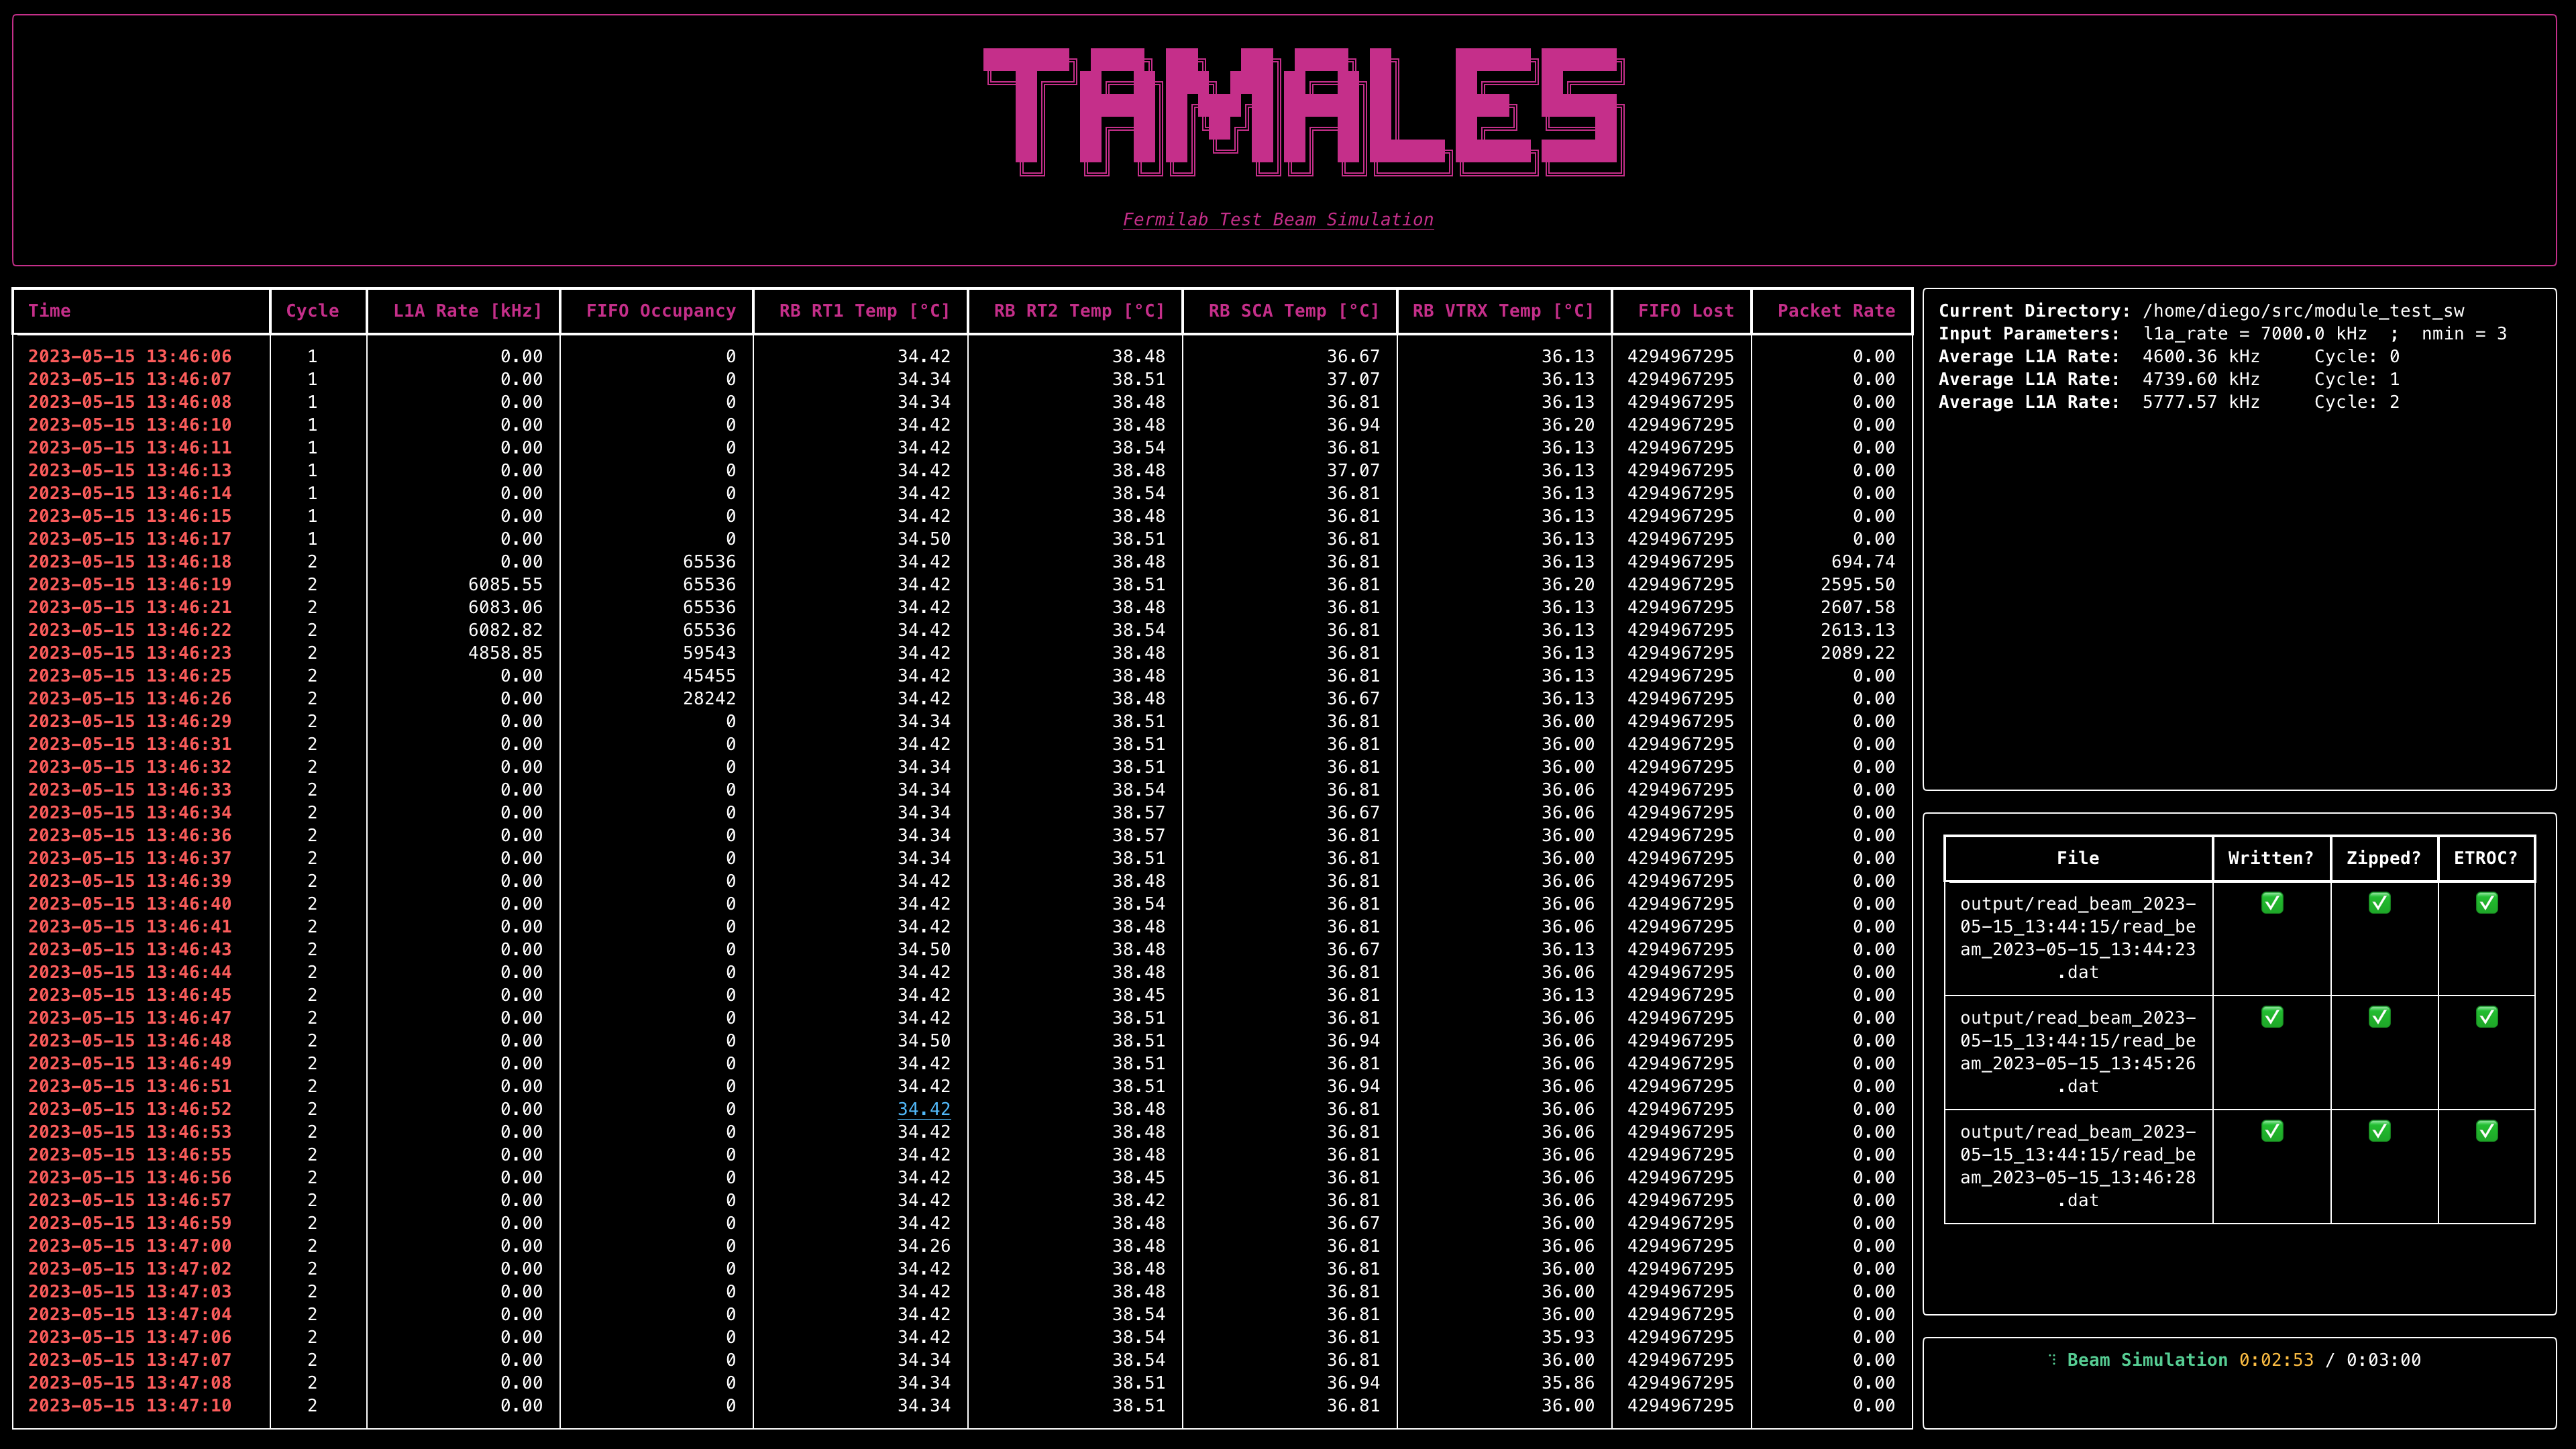 TAMALES
Fermilab Test Beam Simulation
Time Cycle L1A Rate [kHz] FIFO Occupancy RB RT1 Temp [°C] RB RT2 Temp [°C] RB SCA Temp [°C] RB VTRX Temp [°C] FIFO Lost Packet Rate
2023-05-15 13:46:06 1 0.00 0 34.42 38.48 36.67 36.13 4294967295 0.00
2023-05-15 13:46:07 1 0.00 0 34.34 38.51 37.07 36.13 4294967295 0.00
2023-05-15 13:46:08 1 0.00 0 34.34 38.48 36.81 36.13 4294967295 0.00
2023-05-15 13:46:10 1 0.00 0 34.42 38.48 36.94 36.20 4294967295 0.00
2023-05-15 13:46:11 1 0.00 0 34.42 38.54 36.81 36.13 4294967295 0.00
2023-05-15 13:46:13 1 0.00 0 34.42 38.48 37.07 36.13 4294967295 0.00
2023-05-15 13:46:14 1 0.00 0 34.42 38.54 36.81 36.13 4294967295 0.00
2023-05-15 13:46:15 1 0.00 0 34.42 38.48 36.81 36.13 4294967295 0.00
2023-05-15 13:46:17 1 0.00 0 34.50 38.51 36.81 36.13 4294967295 0.00
2023-05-15 13:46:18 2 0.00 65536 34.42 38.48 36.81 36.13 4294967295 694.74
2023-05-15 13:46:19 2 6085.55 65536 34.42 38.51 36.81 36.20 4294967295 2595.50
2023-05-15 13:46:21 2 6083.06 65536 34.42 38.48 36.81 36.13 4294967295 2607.58
2023-05-15 13:46:22 2 6082.82 65536 34.42 38.54 36.81 36.13 4294967295 2613.13
2023-05-15 13:46:23 2 4858.85 59543 34.42 38.48 36.81 36.13 4294967295 2089.22
2023-05-15 13:46:25 2 0.00 45455 34.42 38.48 36.81 36.13 4294967295 0.00
2023-05-15 13:46:26 2 0.00 28242 34.42 38.48 36.67 36.13 4294967295 0.00
2023-05-15 13:46:29 2 0.00 0 34.34 38.51 36.81 36.00 4294967295 0.00
2023-05-15 13:46:31 2 0.00 0 34.42 38.51 36.81 36.00 4294967295 0.00
2023-05-15 13:46:32 2 0.00 0 34.34 38.51 36.81 36.00 4294967295 0.00
2023-05-15 13:46:33 2 0.00 0 34.34 38.54 36.81 36.06 4294967295 0.00
2023-05-15 13:46:34 2 0.00 0 34.34 38.57 36.67 36.06 4294967295 0.00
2023-05-15 13:46:36 2 0.00 0 34.34 38.57 36.81 36.00 4294967295 0.00
2023-05-15 13:46:37 2 0.00 0 34.34 38.51 36.81 36.00 4294967295 0.00
2023-05-15 13:46:39 2 0.00 0 34.42 38.48 36.81 36.06 4294967295 0.00
2023-05-15 13:46:40 2 0.00 0 34.42 38.54 36.81 36.06 4294967295 0.00
2023-05-15 13:46:41 2 0.00 0 34.42 38.48 36.81 36.06 4294967295 0.00
2023-05-15 13:46:43 2 0.00 0 34.50 38.48 36.67 36.13 4294967295 0.00
2023-05-15 13:46:44 2 0.00 0 34.42 38.48 36.81 36.06 4294967295 0.00
2023-05-15 13:46:45 2 0.00 0 34.42 38.45 36.81 36.13 4294967295 0.00
2023-05-15 13:46:47 2 0.00 0 34.42 38.51 36.81 36.06 4294967295 0.00
2023-05-15 13:46:48 2 0.00 0 34.50 38.51 36.94 36.06 4294967295 0.00
2023-05-15 13:46:49 2 0.00 0 34.42 38.51 36.81 36.06 4294967295 0.00
2023-05-15 13:46:51 2 0.00 0 34.42 38.51 36.94 36.06 4294967295 0.00
2023-05-15 13:46:52 2 0.00 0 34.42 38.48 36.81 36.06 4294967295 0.00
2023-05-15 13:46:53 2 0.00 0 34.42 38.48 36.81 36.06 4294967295 0.00
2023-05-15 13:46:55 2 0.00 0 34.42 38.48 36.81 36.06 4294967295 0.00
2023-05-15 13:46:56 2 0.00 0 34.42 38.45 36.81 36.06 4294967295 0.00
2023-05-15 13:46:57 2 0.00 0 34.42 38.42 36.81 36.06 4294967295 0.00
2023-05-15 13:46:59 2 0.00 0 34.42 38.48 36.67 36.00 4294967295 0.00
2023-05-15 13:47:00 2 0.00 0 34.26 38.48 36.81 36.06 4294967295 0.00
2023-05-15 13:47:02 2 0.00 0 34.42 38.48 36.81 36.00 4294967295 0.00
2023-05-15 13:47:03 2 0.00 0 34.42 38.48 36.81 36.00 4294967295 0.00
2023-05-15 13:47:04 2 0.00 0 34.42 38.54 36.81 36.00 4294967295 0.00
2023-05-15 13:47:06 2 0.00 0 34.42 38.54 36.81 35.93 4294967295 0.00
2023-05-15 13:47:07 2 0.00 0 34.34 38.54 36.81 36.00 4294967295 0.00
2023-05-15 13:47:08 2 0.00 0 34.34 38.51 36.94 35.86 4294967295 0.00
2023-05-15 13:47:10 2 0.00 0 34.34 38.51 36.81 36.00 4294967295 0.00
Current Directory: /home/diego/src/module_test_sw
Input Parameters: l1a_rate = 7000.0 kHz ; nmin = 3
Average L1A Rate: 4600.36 kHz Cycle: 0
Average L1A Rate: 4739.60 kHz Cycle: 1
Average L1A Rate: 5777.57 kHz Cycle: 2
File Written? Zipped? ETROC?
output/read_beam_2023-
05-15_13:44:15/read_be
am_2023-05-15_13:44:23
.dat
output/read_beam_2023-
05-15_13:44:15/read_be
am_2023-05-15_13:45:26
.dat
output/read_beam_2023-
05-15_13:44:15/read_be
am_2023-05-15_13:46:28
.dat
Beam Simulation 0:02:53 / 0:03:00